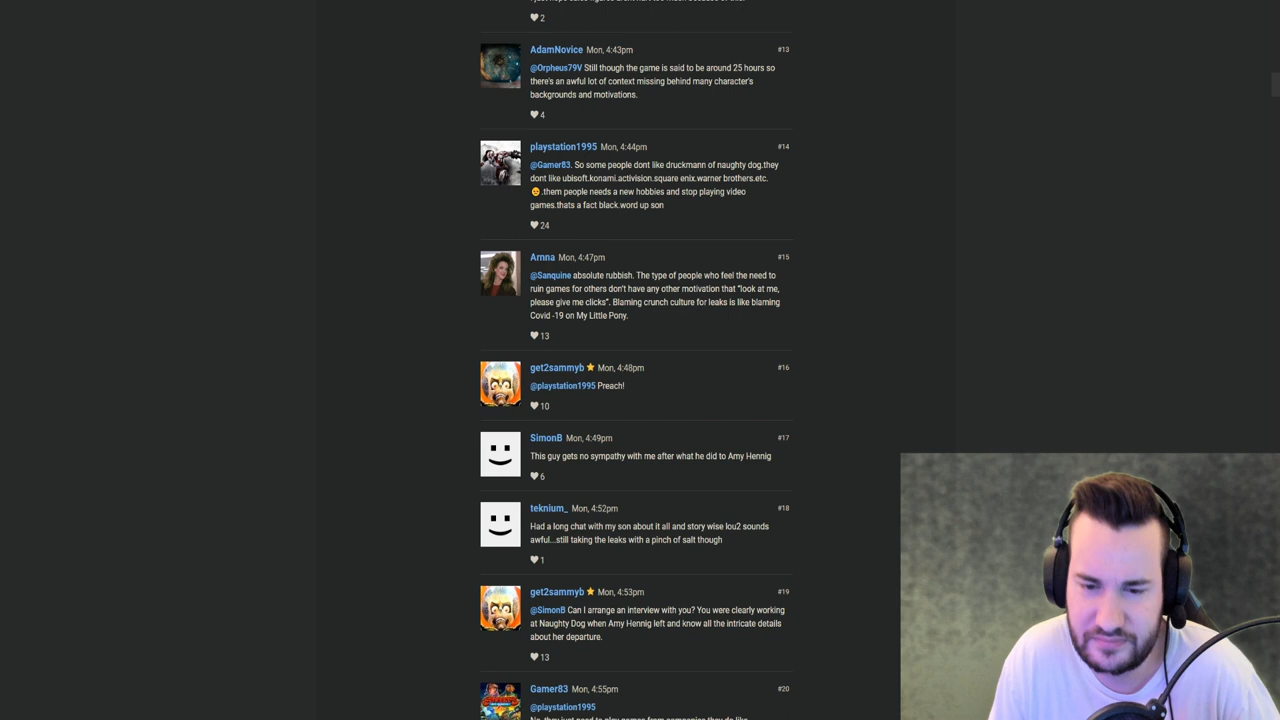 2
AdamNovice Mon, 4:43pm #13
@Orpheus79V Still though the game is said to be around 25 hours so
there's an awful lot of context missing behind many character's
backgrounds and motivations.
4
playstation1995 Mon, 4:44pm #14
@Gamer83. So some people dont like druckmann of naughty dog.they
dont like ubisoft.konami.activision.square enix.warner brothers.etc.
.them people needs a new hobbies and stop playing video
games.thats a fact black.word up son
24
Arnna Mon, 4:47pm #15
@Sanquine absolute rubbish. The type of people who feel the need to
ruin games for others don't have any other motivation that "look at me,
please give me clicks". Blaming crunch culture for leaks is like blaming
Covid -19 on My Little Pony.
13
get2sammyb Mon, 4:48pm #16
@playstation1995 Preach!
10
SimonB Mon, 4:49pm #17
This guy gets no sympathy with me after what he did to Amy Hennig
6
teknium_ Mon, 4:52pm #18
Had a long chat with my son about it all and story wise lou2 sounds
awful...still taking the leaks with a pinch of salt though
1
get2sammyb Mon, 4:53pm #19
@SimonB Can I arrange an interview with you? You were clearly working
at Naughty Dog when Amy Hennig left and know all the intricate details
about her departure.
13
Gamer83 Mon, 4:55pm #20
@playstation1995